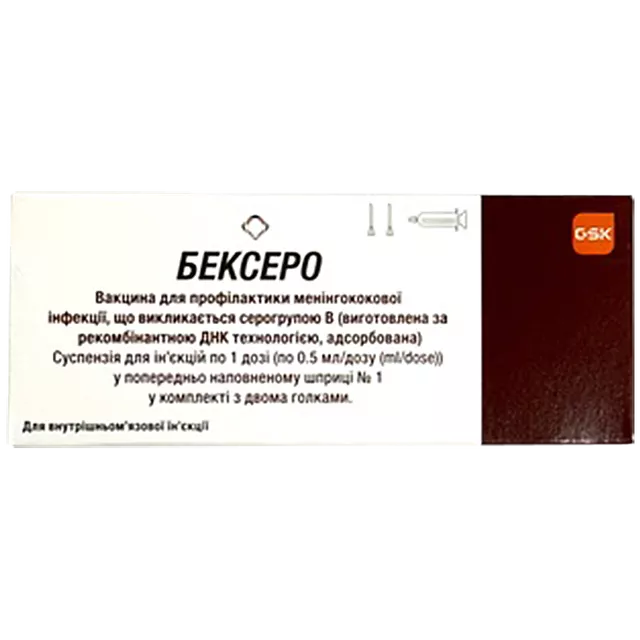 GSK
БЕКСЕРО
Вакцина для профілактики менінгококової
інфекції, що викликається серогрупою В (виготовлена за
рекомбінантною ДНК технологією, адсорбована)
Суспензія для ін'єкцій по 1 дозі (по 0.5 мл/дозу (ml/dose))
у попередньо наповненому шприці № 1
у комплекті з двома голками.
Для внутрішньом'язової ін'єкції